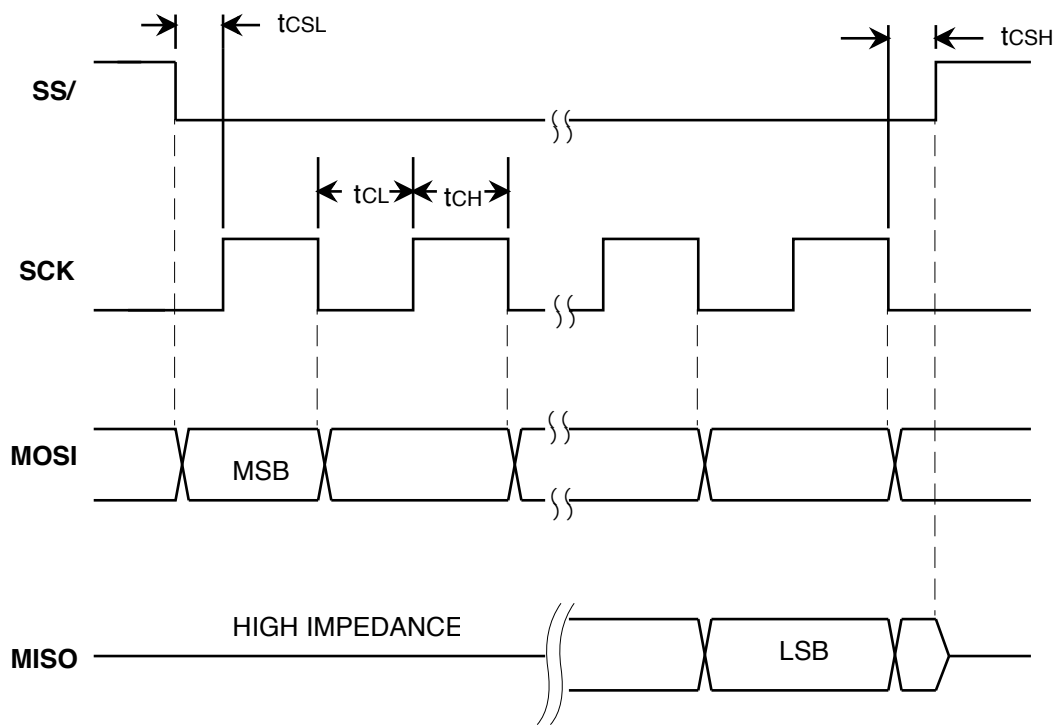 tCSL
tCSH
SS/
tCL
tCH
SCK
MOSI
MSB
HIGH IMPEDANCE
MISO
LSB